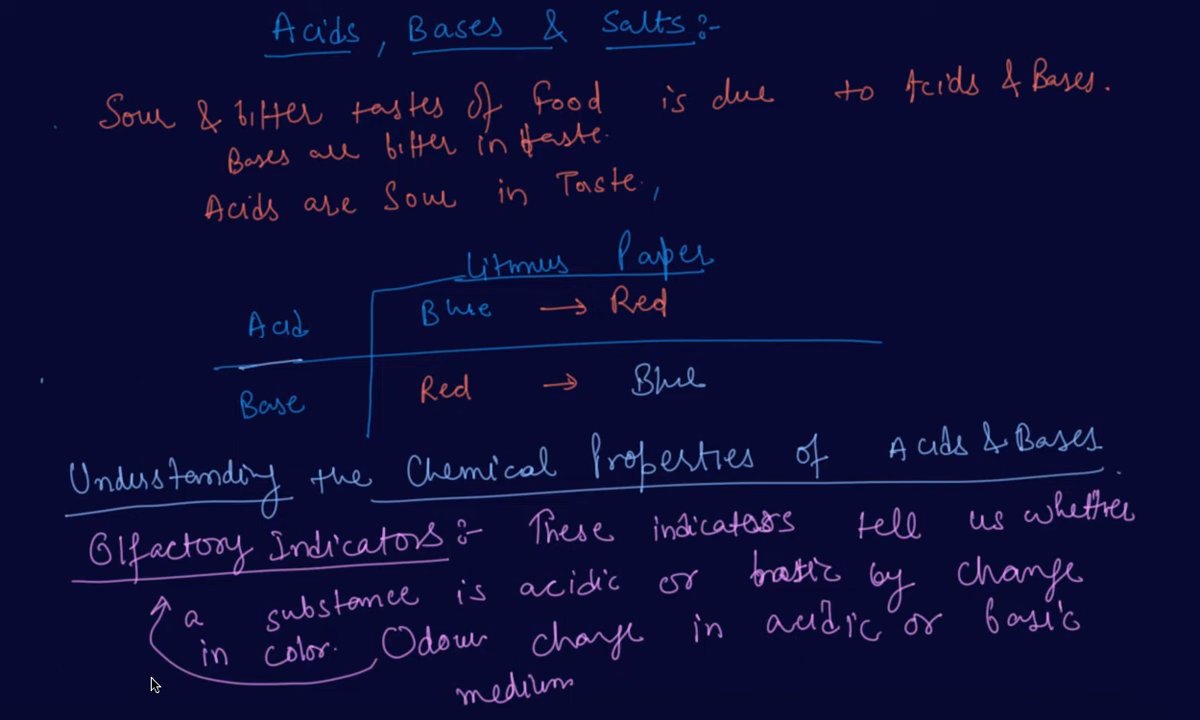 Acids, Bases & Salts:-
Sour & bitter tastes of food is due to Acids & Bases.
Bases are bitter in taste.
Acids are Sour in Taste,
Litmus Paper
Acid Blue → Red
Base Red → Blue
Understanding the Chemical Properties of Acids & Bases
Olfactory Indicators:- These indicators tell us whether
a substance is acidic or basic by change
in color. Odour change in acidic or basic
medium